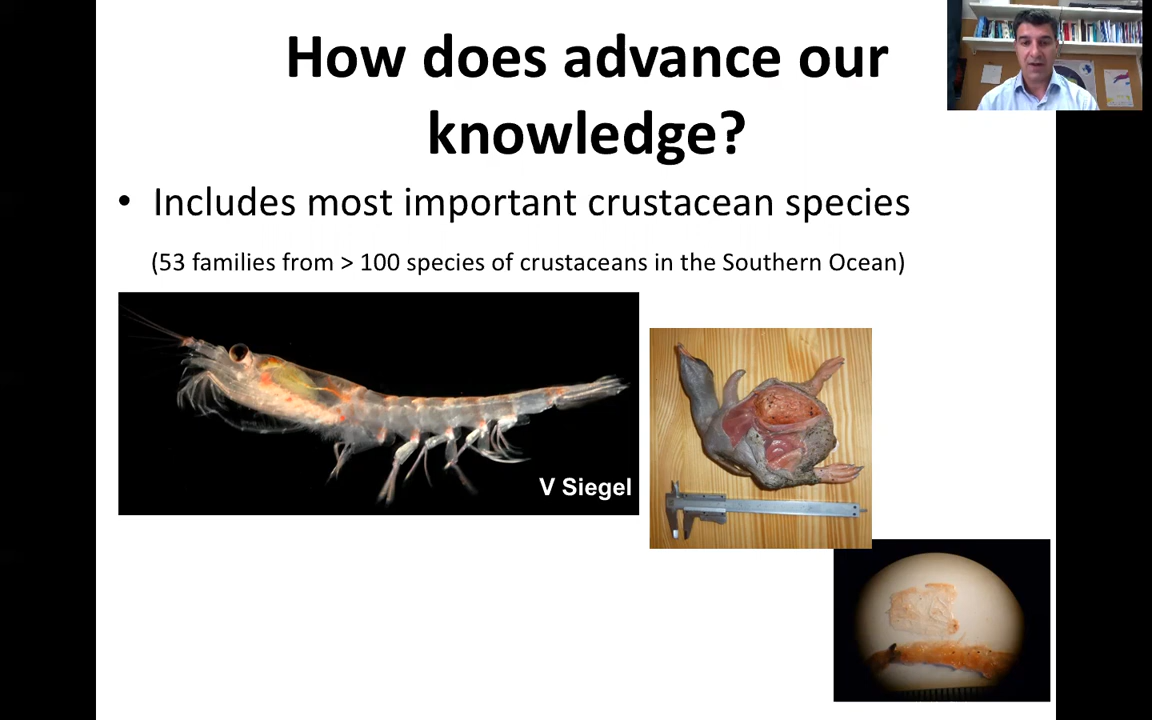 How does advance our
knowledge?
• Includes most important crustacean species
(53 families from > 100 species of crustaceans in the Southern Ocean)
V Siegel